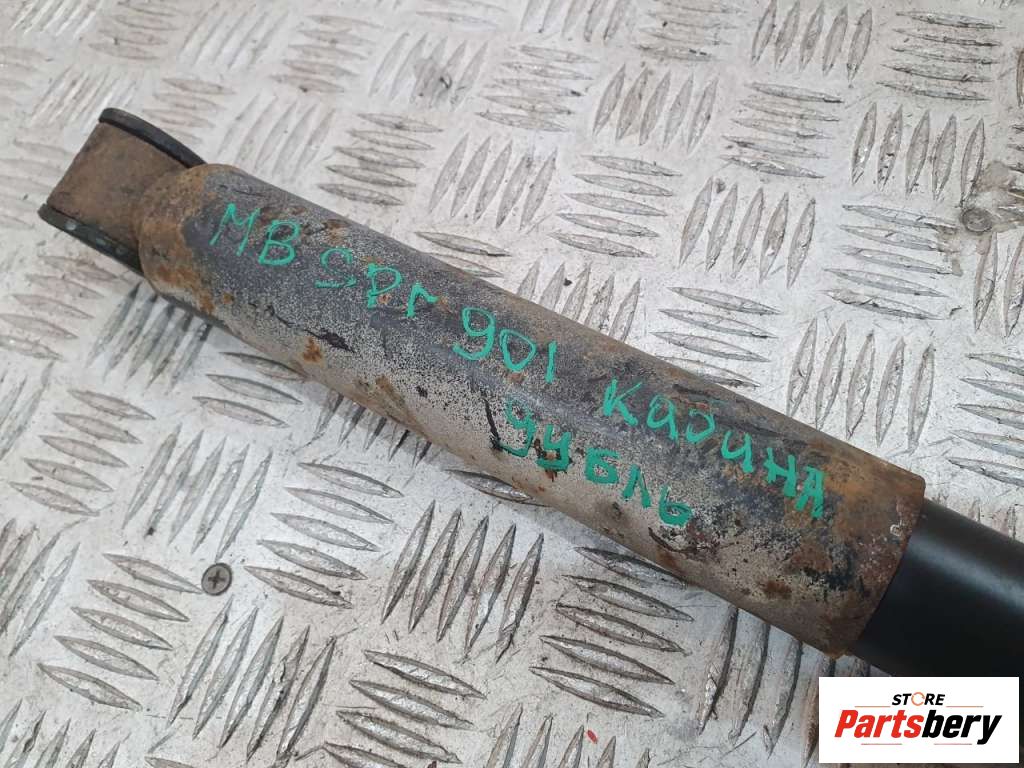 MB SPr 901 кабина
дубль
STORE
Partsbery